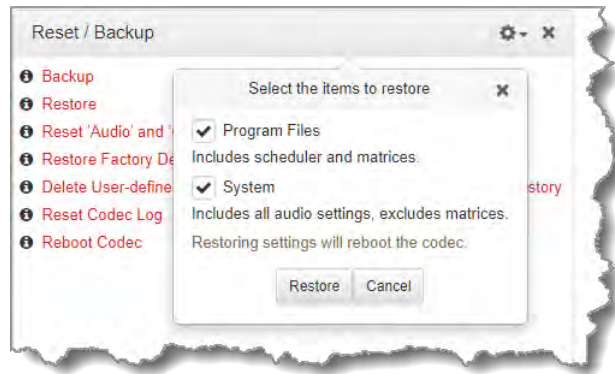 Reset / Backup
Backup
Restore
Reset 'Audio' and '
Restore Factory De
Delete User-define
story
Reset Codec Log
Reboot Codec
Select the items to restore
Program Files
Includes scheduler and matrices.
System
Includes all audio settings, excludes matrices.
Restoring settings will reboot the codec.
Restore Cancel